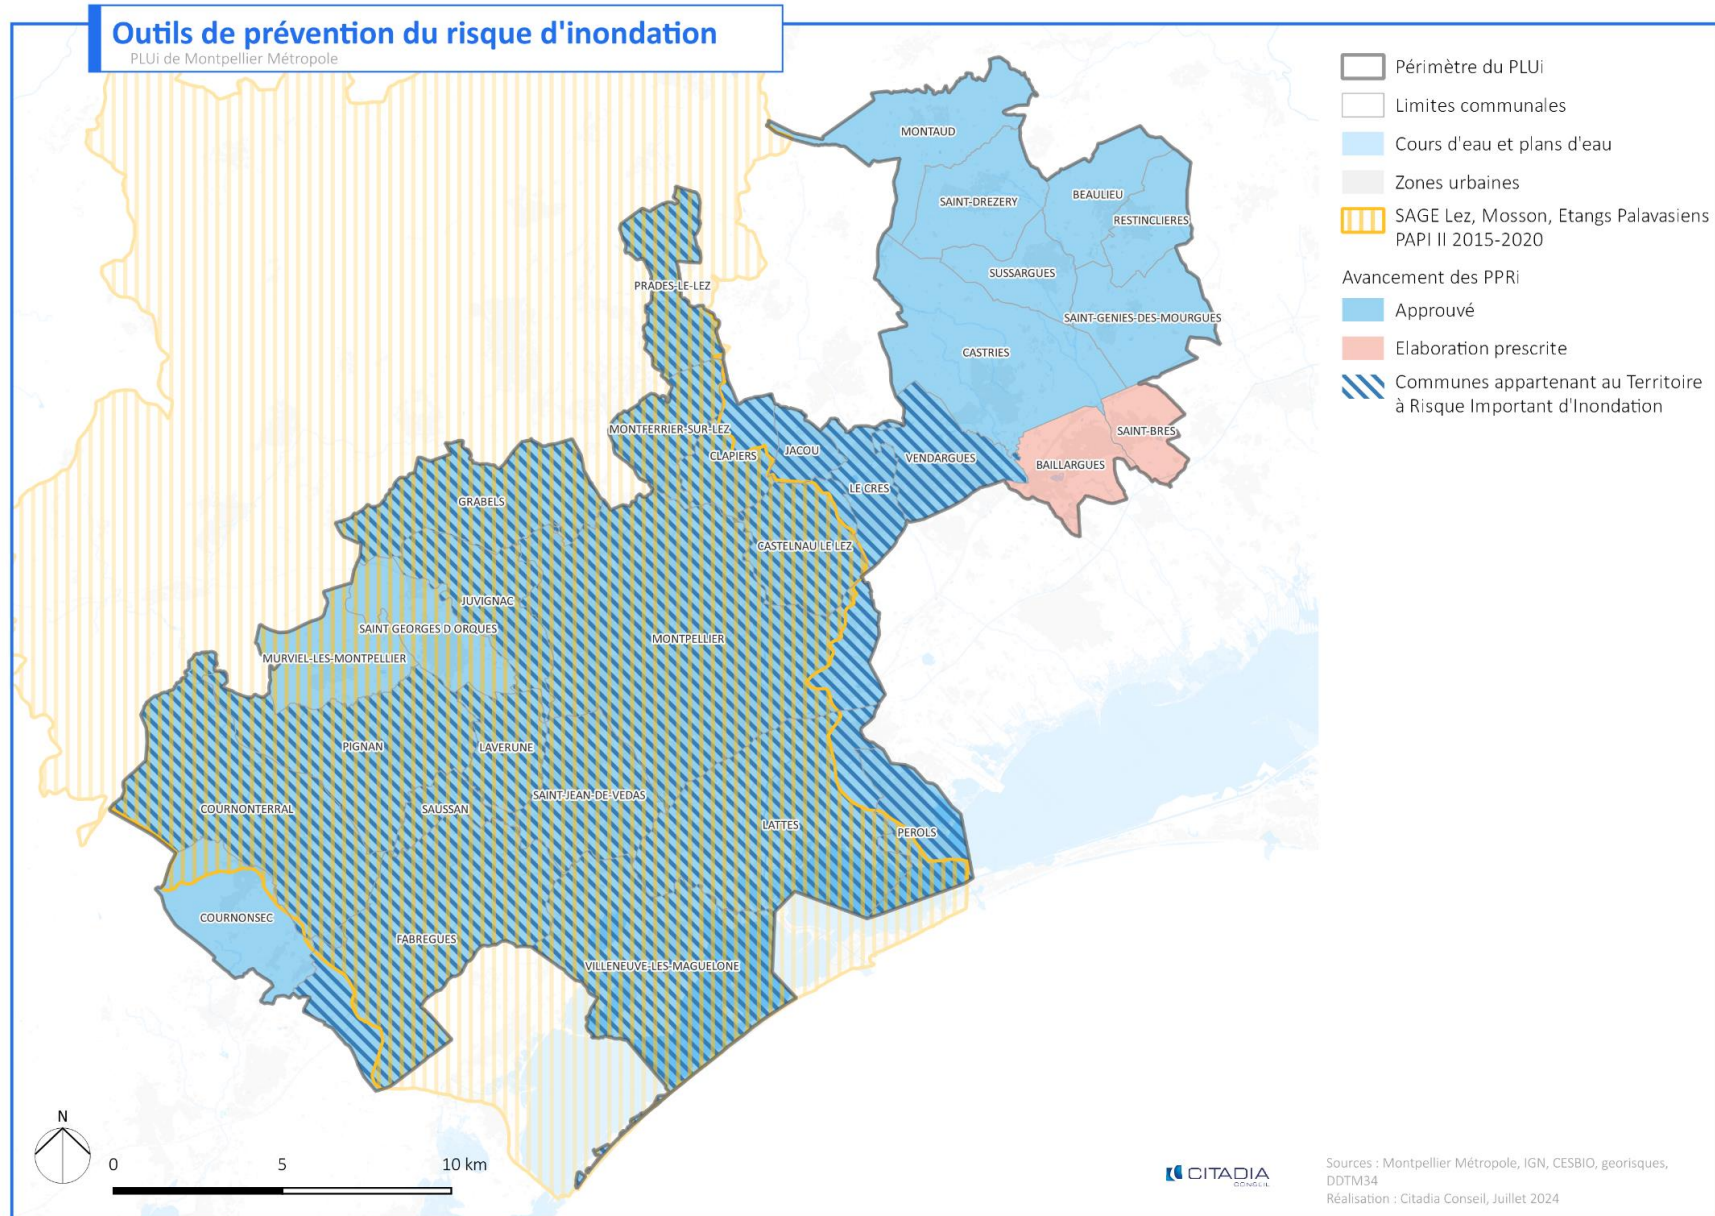 Outils de prévention du risque d'inondation
PLUi de Montpellier Métropole
Périmètre du PLUi
Limites communales
Cours d'eau et plans d'eau
Zones urbaines
SAGE Lez, Mosson, Etangs Palavasiens
PAPI II 2015-2020
Avancement des PPRi
Approuvé
Elaboration prescrite
Communes appartenant au Territoire
à Risque Important d'Inondation
MONTAUD
SAINT-DREZERY
BEAULIEU
RESTINCLIERES
SUSSARGUES
PRADES-LE-LEZ
SAINT-GENIES-DES-MOURGUES
CASTRIES
MONTFERRIER-SUR-LEZ
SAINT-BRES
CLAPIERS
JACOU
VENDARGUES
BAILLARGUES
LE CRES
GRABELS
CASTELNAU LE LEZ
JUVIGNAC
SAINT GEORGES D ORQUES
MONTPELLIER
MURVIEL-LES-MONTPELLIER
PIGNAN
LAVERUNE
SAINT-JEAN-DE-VEDAS
COURNONTERRAL
SAUSSAN
LATTES
PEROLS
COURNONSEC
FABREGUES
VILLENEUVE-LES-MAGUELONE
N
0 5 10 km
CITADIA
CONSEIL
Sources : Montpellier Métropole, IGN, CESBIO, georisques,
DDTM34
Réalisation : Citadia Conseil, Juillet 2024